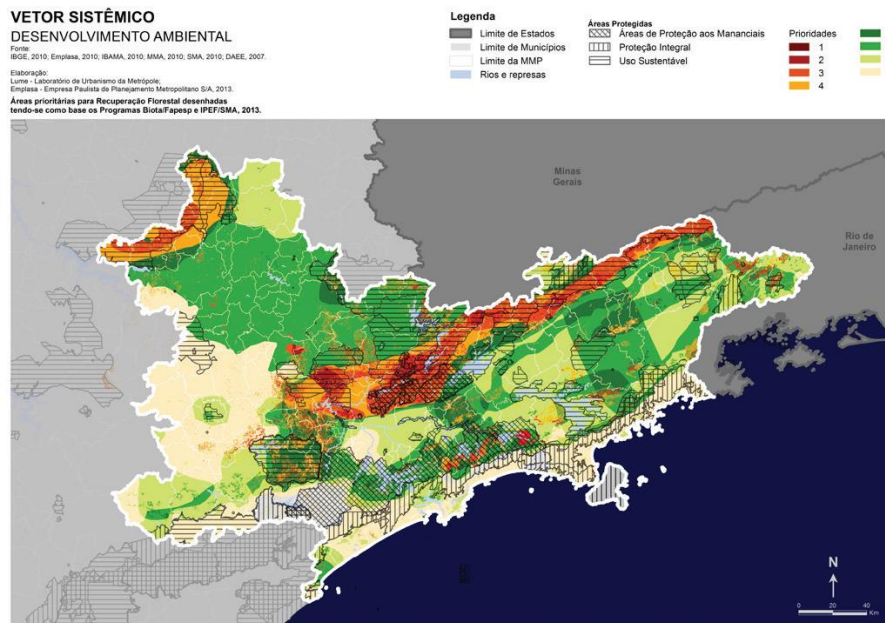 VETOR SISTÊMICO
DESENVOLVIMENTO AMBIENTAL
Fonte:
IBGE, 2010; Emplasa, 2010; IBAMA, 2010; MMA, 2010; SMA, 2010; DAEE, 2007.
Elaboração:
Lume - Laboratório de Urbanismo da Metrópole;
Emplasa - Empresa Paulista de Planejamento Metropolitano S/A, 2013.
Áreas prioritárias para Recuperação Florestal desenhadas
tendo-se como base os Programas Biota/Fapesp e IPEF/SMA, 2013.
Legenda
Limite de Estados
Limite de Municípios
Limite da MMP
Rios e represas
Áreas Protegidas
Áreas de Proteção aos Mananciais
Proteção Integral
Uso Sustentável
Prioridades
1
2
3
4
Minas
Gerais
Rio de
Janeiro
N
0 20 40
Km